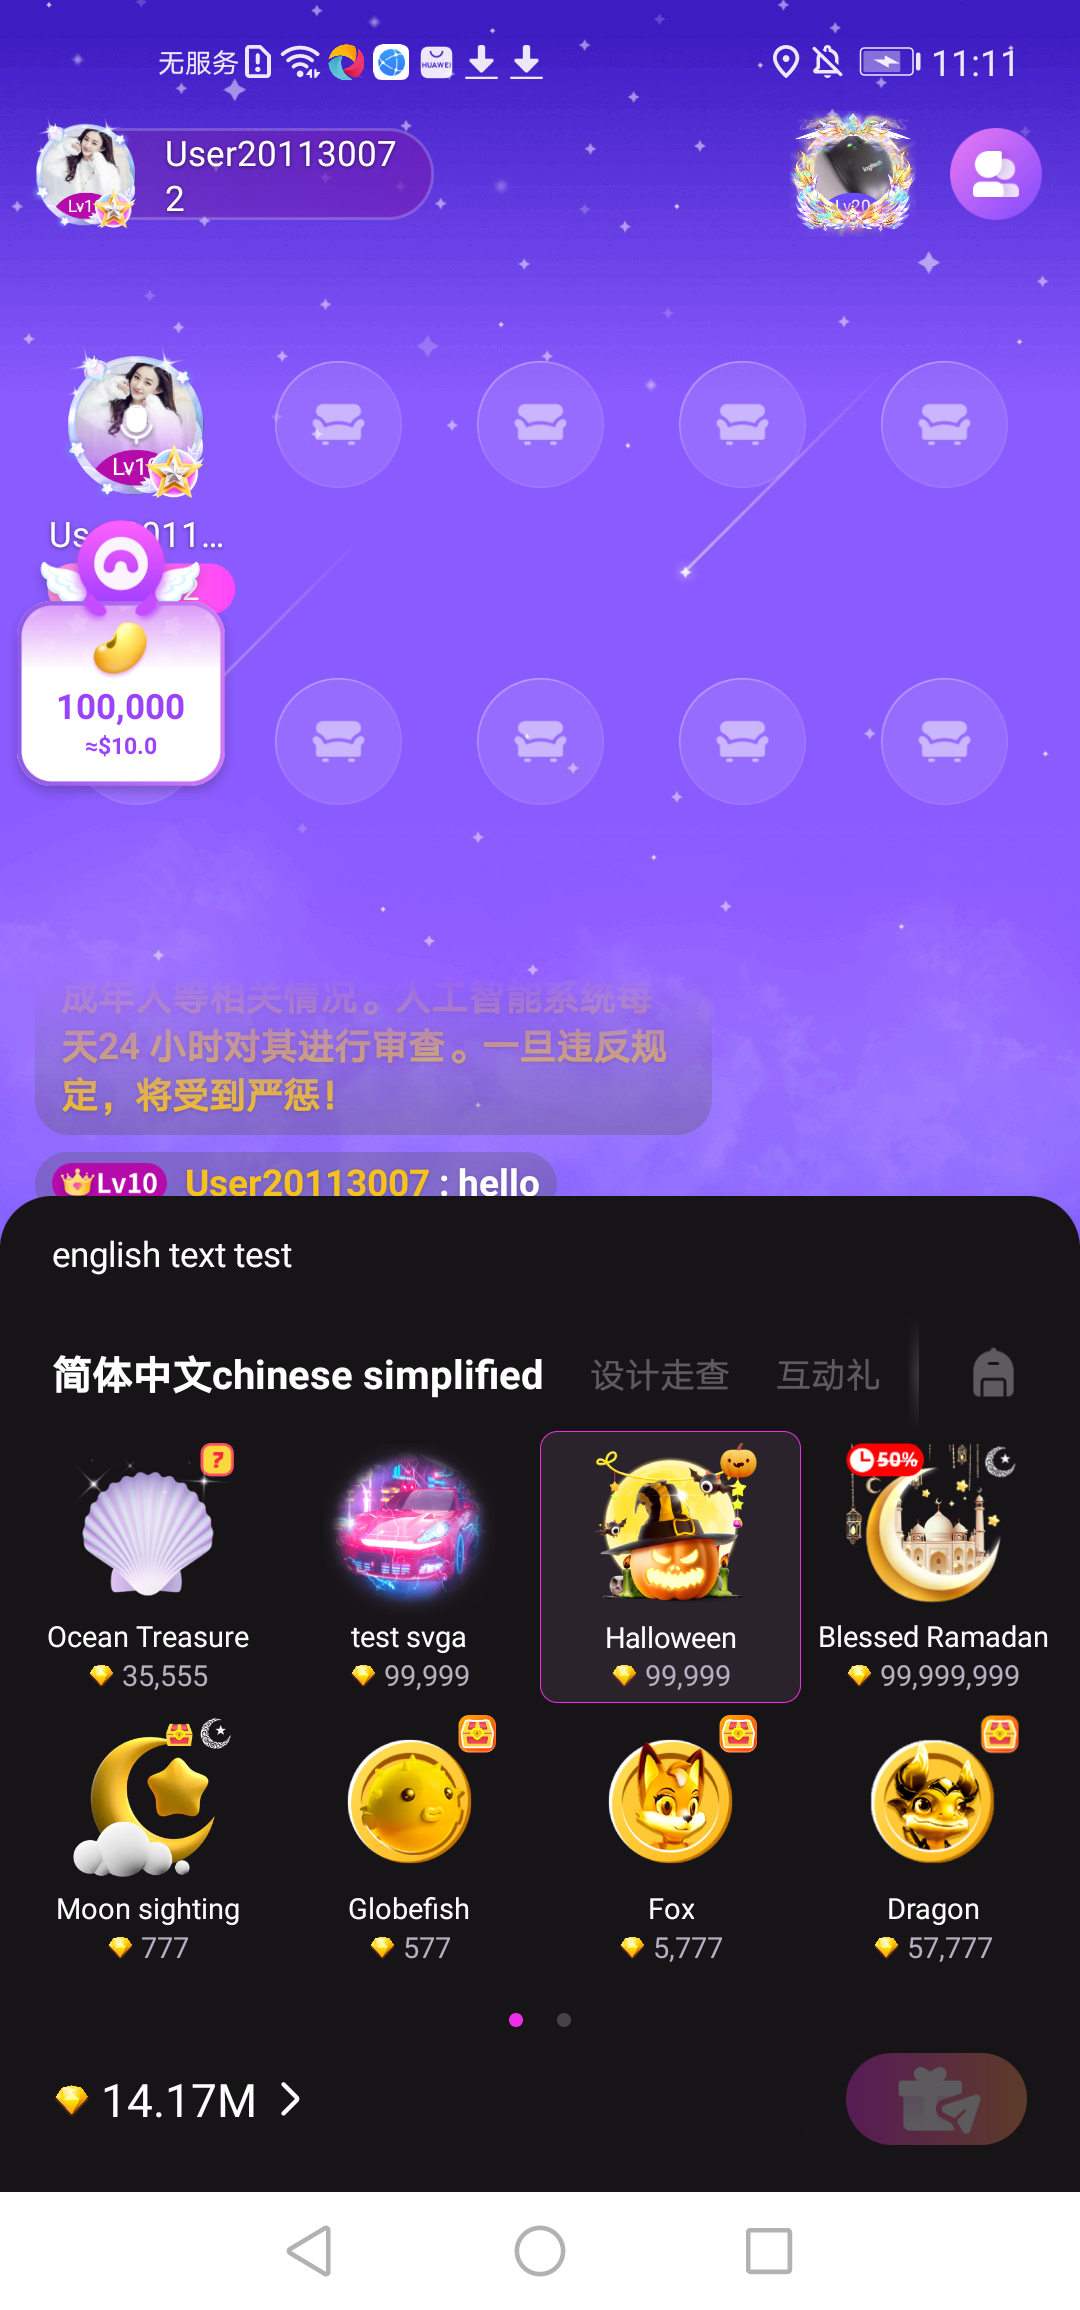 无服务
HUAWEI
11:11
User20113007
2
Lv1
logitech
Lv20
Lv1
Us
011...
2
100,000
≈$10.0
成年人等相关情况。人工智能系统每
天24 小时对其进行审查。一旦违反规
定，将受到严惩！
Lv10 User20113007 : hello
english text test
简体中文chinese simplified 设计走查 互动礼
?
50%
Ocean Treasure test svga Halloween Blessed Ramadan
35,555 99,999 99,999 99,999,999
Moon sighting Globefish Fox Dragon
777 577 5,777 57,777
14.17M